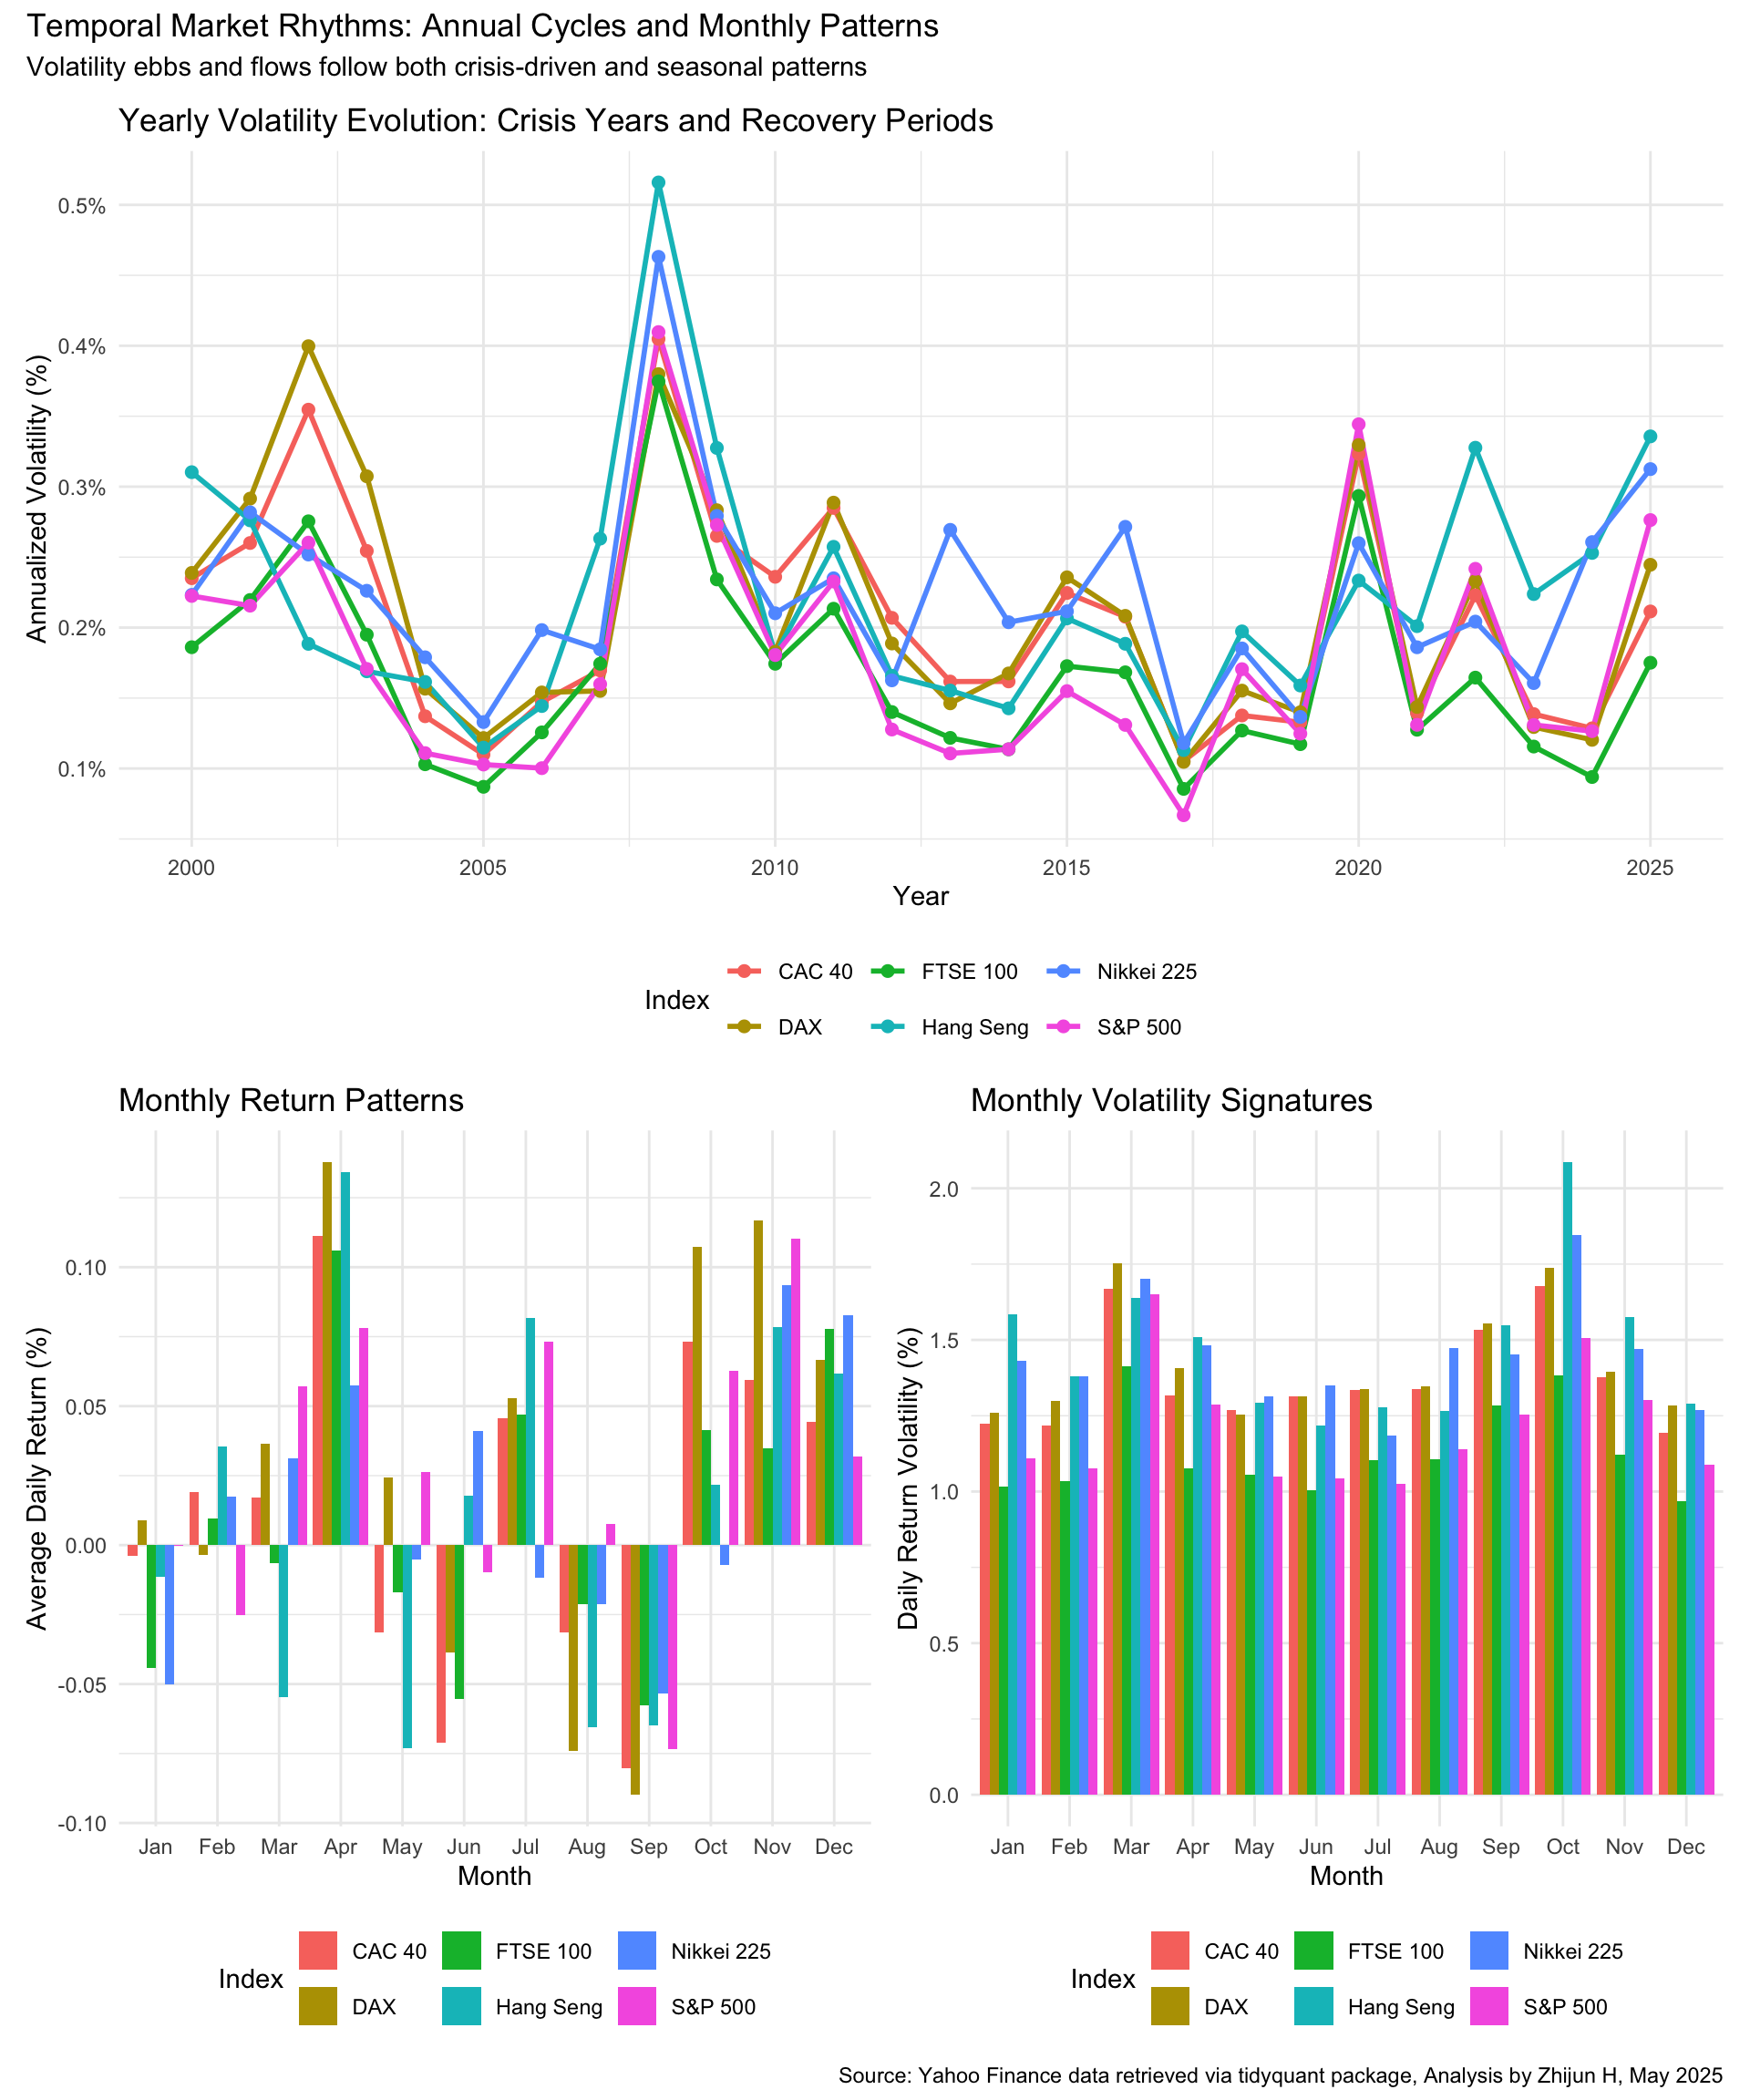 Temporal Market Rhythms: Annual Cycles and Monthly Patterns
Volatility ebbs and flows follow both crisis-driven and seasonal patterns
Yearly Volatility Evolution: Crisis Years and Recovery Periods
Annualized Volatility (%)
0.5%
0.4%
0.3%
0.2%
0.1%
2000 2005 2010 2015 2020 2025
Year
Index
CAC 40 FTSE 100 Nikkei 225
DAX Hang Seng S&P 500
Monthly Return Patterns
Average Daily Return (%)
0.10
0.05
0.00
-0.05
-0.10
Jan Feb Mar Apr May Jun Jul Aug Sep Oct Nov Dec
Month
Index
CAC 40 FTSE 100 Nikkei 225
DAX Hang Seng S&P 500
Monthly Volatility Signatures
Daily Return Volatility (%)
2.0
1.5
1.0
0.5
0.0
Jan Feb Mar Apr May Jun Jul Aug Sep Oct Nov Dec
Month
Index
CAC 40 FTSE 100 Nikkei 225
DAX Hang Seng S&P 500
Source: Yahoo Finance data retrieved via tidyquant package, Analysis by Zhijun H, May 2025